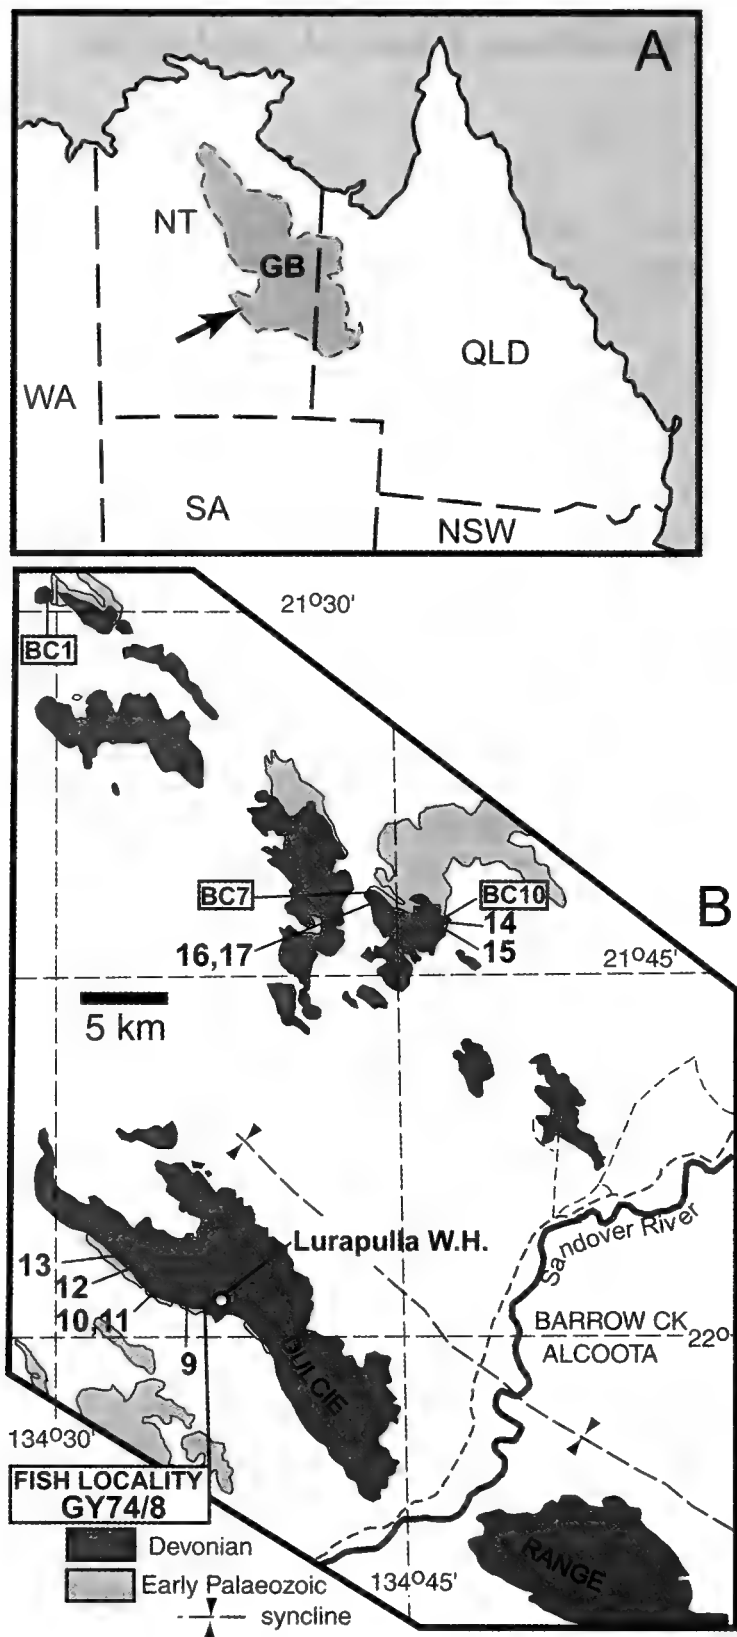 A
NT
GB
WA
QLD
SA
NSW
21°30'
BC1
BC7
BC10
B
14
16,17
15
21°45'
5 km
Lurapulla W.H.
Sandover River
13
12
10,11
9
BARROW CK
22°
ALCOOTA
DULCIE
134°30'
FISH LOCALITY
GY74/8
Devonian
RANGE
Early Palaeozoic
134°45'
syncline